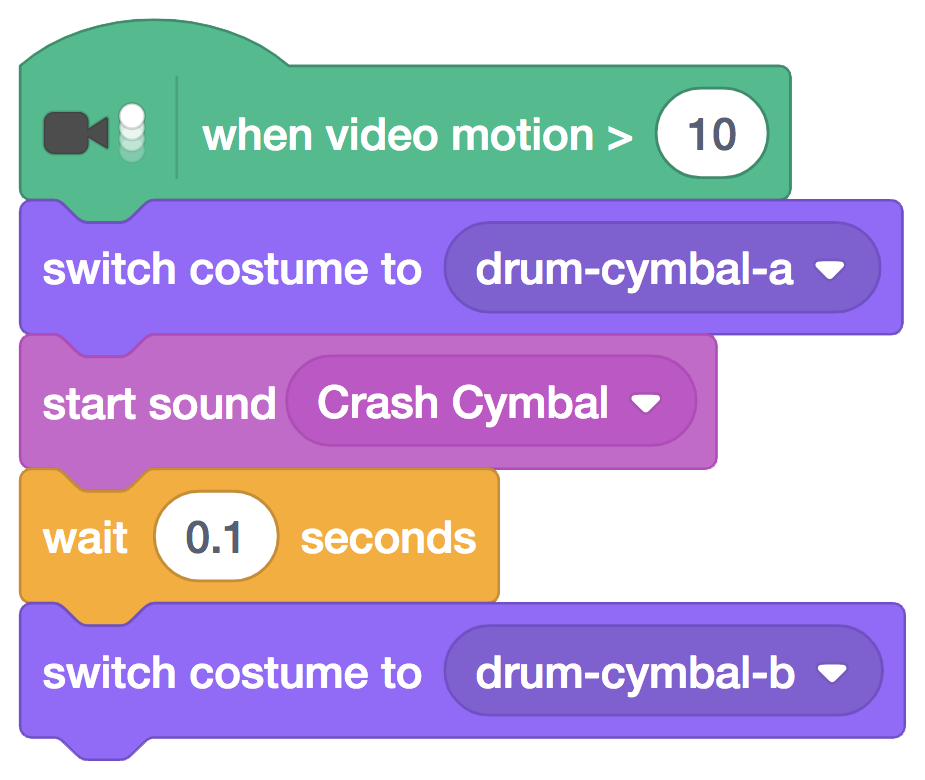 when video motion > 10
switch costume to drum-cymbal-a
start sound Crash Cymbal
wait 0.1 seconds
switch costume to drum-cymbal-b